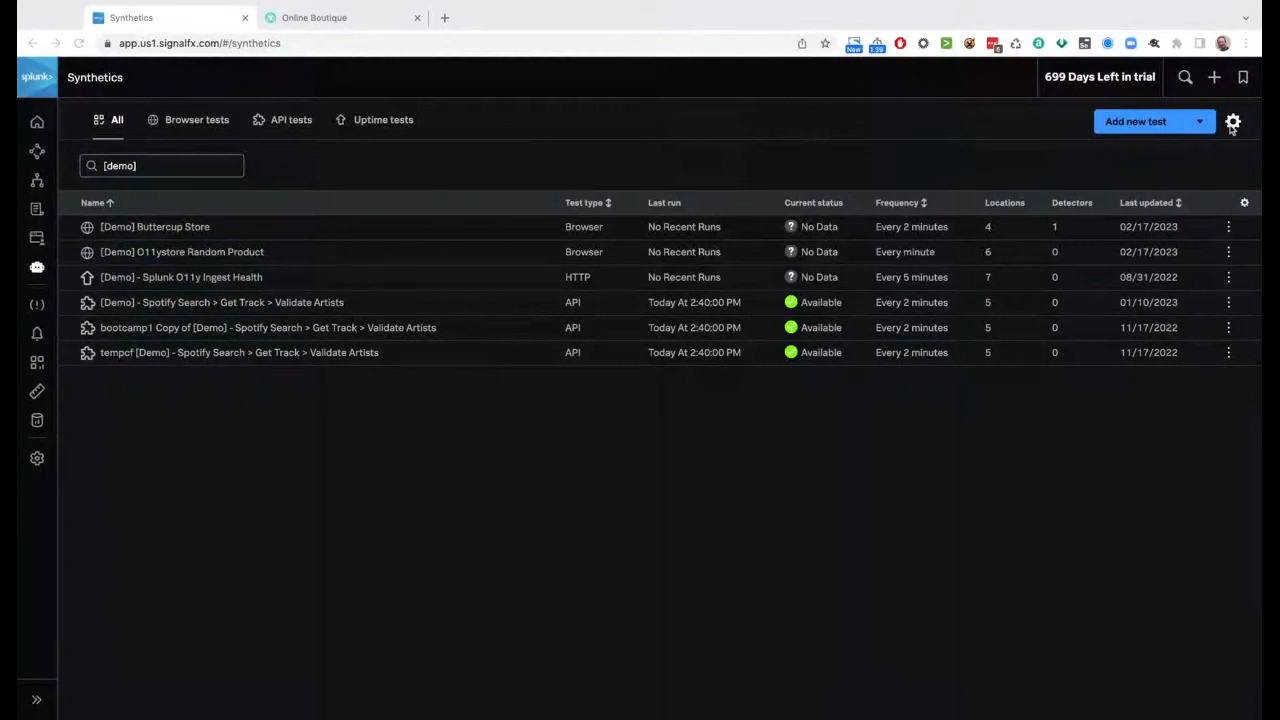 Synthetics
Online Boutique
app.us1.signalfx.com/#/synthetics
New
1.39
6
splunk>
Synthetics
699 Days Left in trial
All
Browser tests
API tests
Uptime tests
Add new test
[demo]
Name Test type Last run Current status Frequency Locations Detectors Last updated
[Demo] Buttercup Store Browser No Recent Runs ? No Data Every 2 minutes 4 1 02/17/2023
[Demo] O11ystore Random Product Browser No Recent Runs ? No Data Every minute 6 0 02/17/2023
[Demo] - Splunk O11y Ingest Health HTTP No Recent Runs ? No Data Every 5 minutes 7 0 08/31/2022
[Demo] - Spotify Search > Get Track > Validate Artists API Today At 2:40:00 PM Available Every 2 minutes 5 0 01/10/2023
bootcamp1 Copy of [Demo] - Spotify Search > Get Track > Validate Artists API Today At 2:40:00 PM Available Every 2 minutes 5 0 11/17/2022
tempcf [Demo] - Spotify Search > Get Track > Validate Artists API Today At 2:40:00 PM Available Every 2 minutes 5 0 11/17/2022